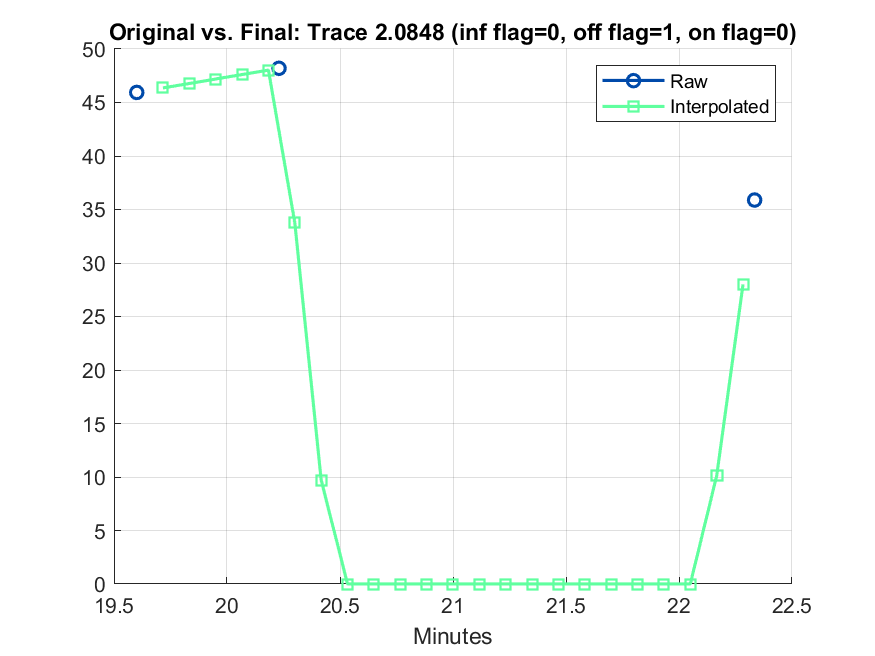 Original vs. Final: Trace 2.0848 (inf flag=0, off flag=1, on flag=0)
50
45
40
35
30
25
20
15
10
5
0
Raw
Interpolated
19.5 20 20.5 21 21.5 22 22.5
Minutes